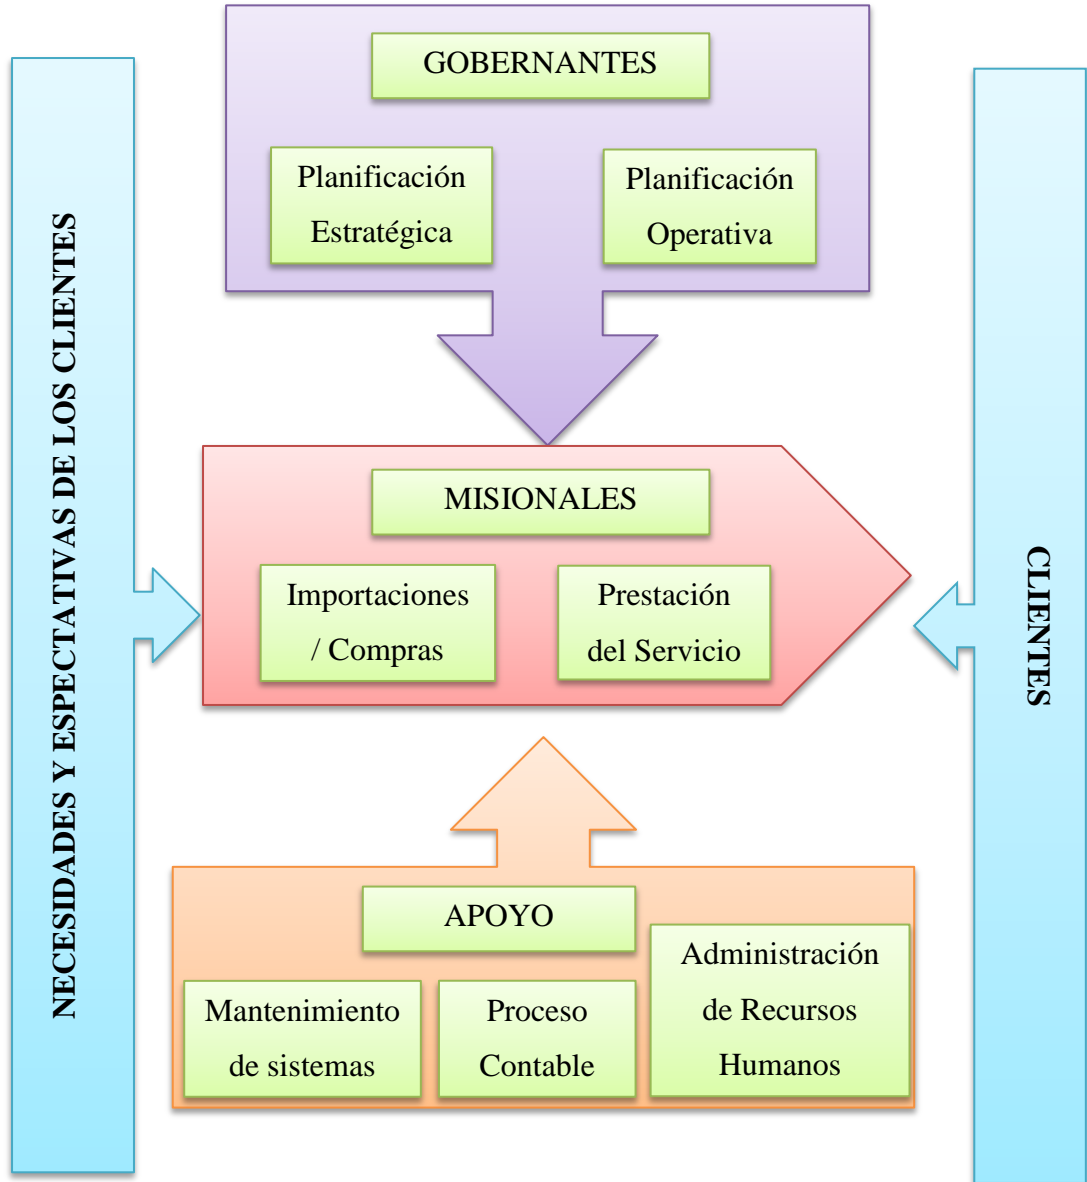 NECESIDADES Y ESPECTATIVAS DE LOS CLIENTES
GOBERNANTES
Planificación
Estratégica
Planificación
Operativa
MISIONALES
Importaciones
/ Compras
Prestación
del Servicio
APOYO
Mantenimiento
de sistemas
Proceso
Contable
Administración
de Recursos
Humanos
CLIENTES